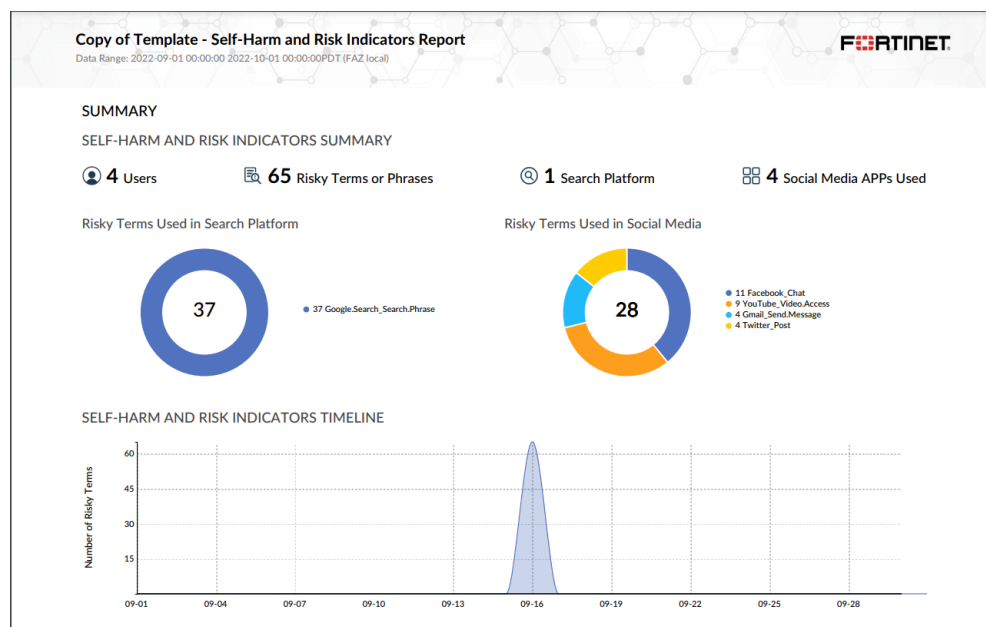 Copy of Template - Self-Harm and Risk Indicators Report
FORTINET
Data Range: 2022-09-01 00:00:00 2022-10-01 00:00:00PDT (FAZ local)
SUMMARY
SELF-HARM AND RISK INDICATORS SUMMARY
4 Users
65 Risky Terms or Phrases
1 Search Platform
4 Social Media APPs Used
Risky Terms Used in Search Platform
37
37 Google.Search_Search.Phrase
Risky Terms Used in Social Media
28
11 Facebook_Chat
9 YouTube_Video.Access
4 Gmail_Send.Message
4 Twitter_Post
SELF-HARM AND RISK INDICATORS TIMELINE
Number of Risky Terms
60
45
30
15
09-01 09-04 09-07 09-10 09-13 09-16 09-19 09-22 09-25 09-28